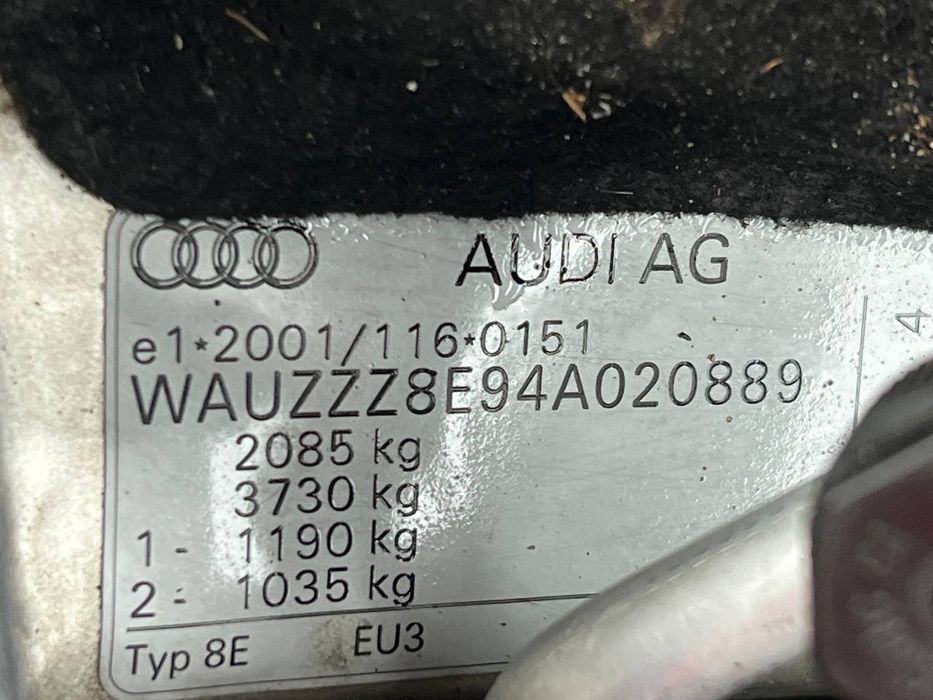 AUDI AG
e1*2001/116*0151
WAUZZZ8E94A020889
2085 kg
3730 kg
1 - 1190 kg
2 - 1035 kg
Typ 8E EU3
4